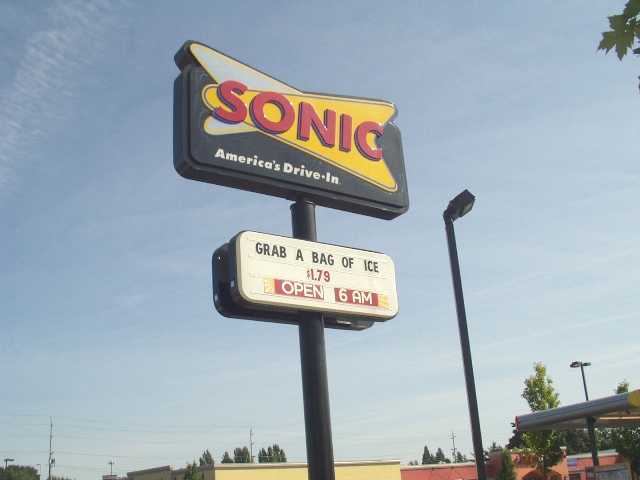 SONIC
America's Drive-In
GRAB A BAG OF ICE
$1.79
OPEN 6 AM